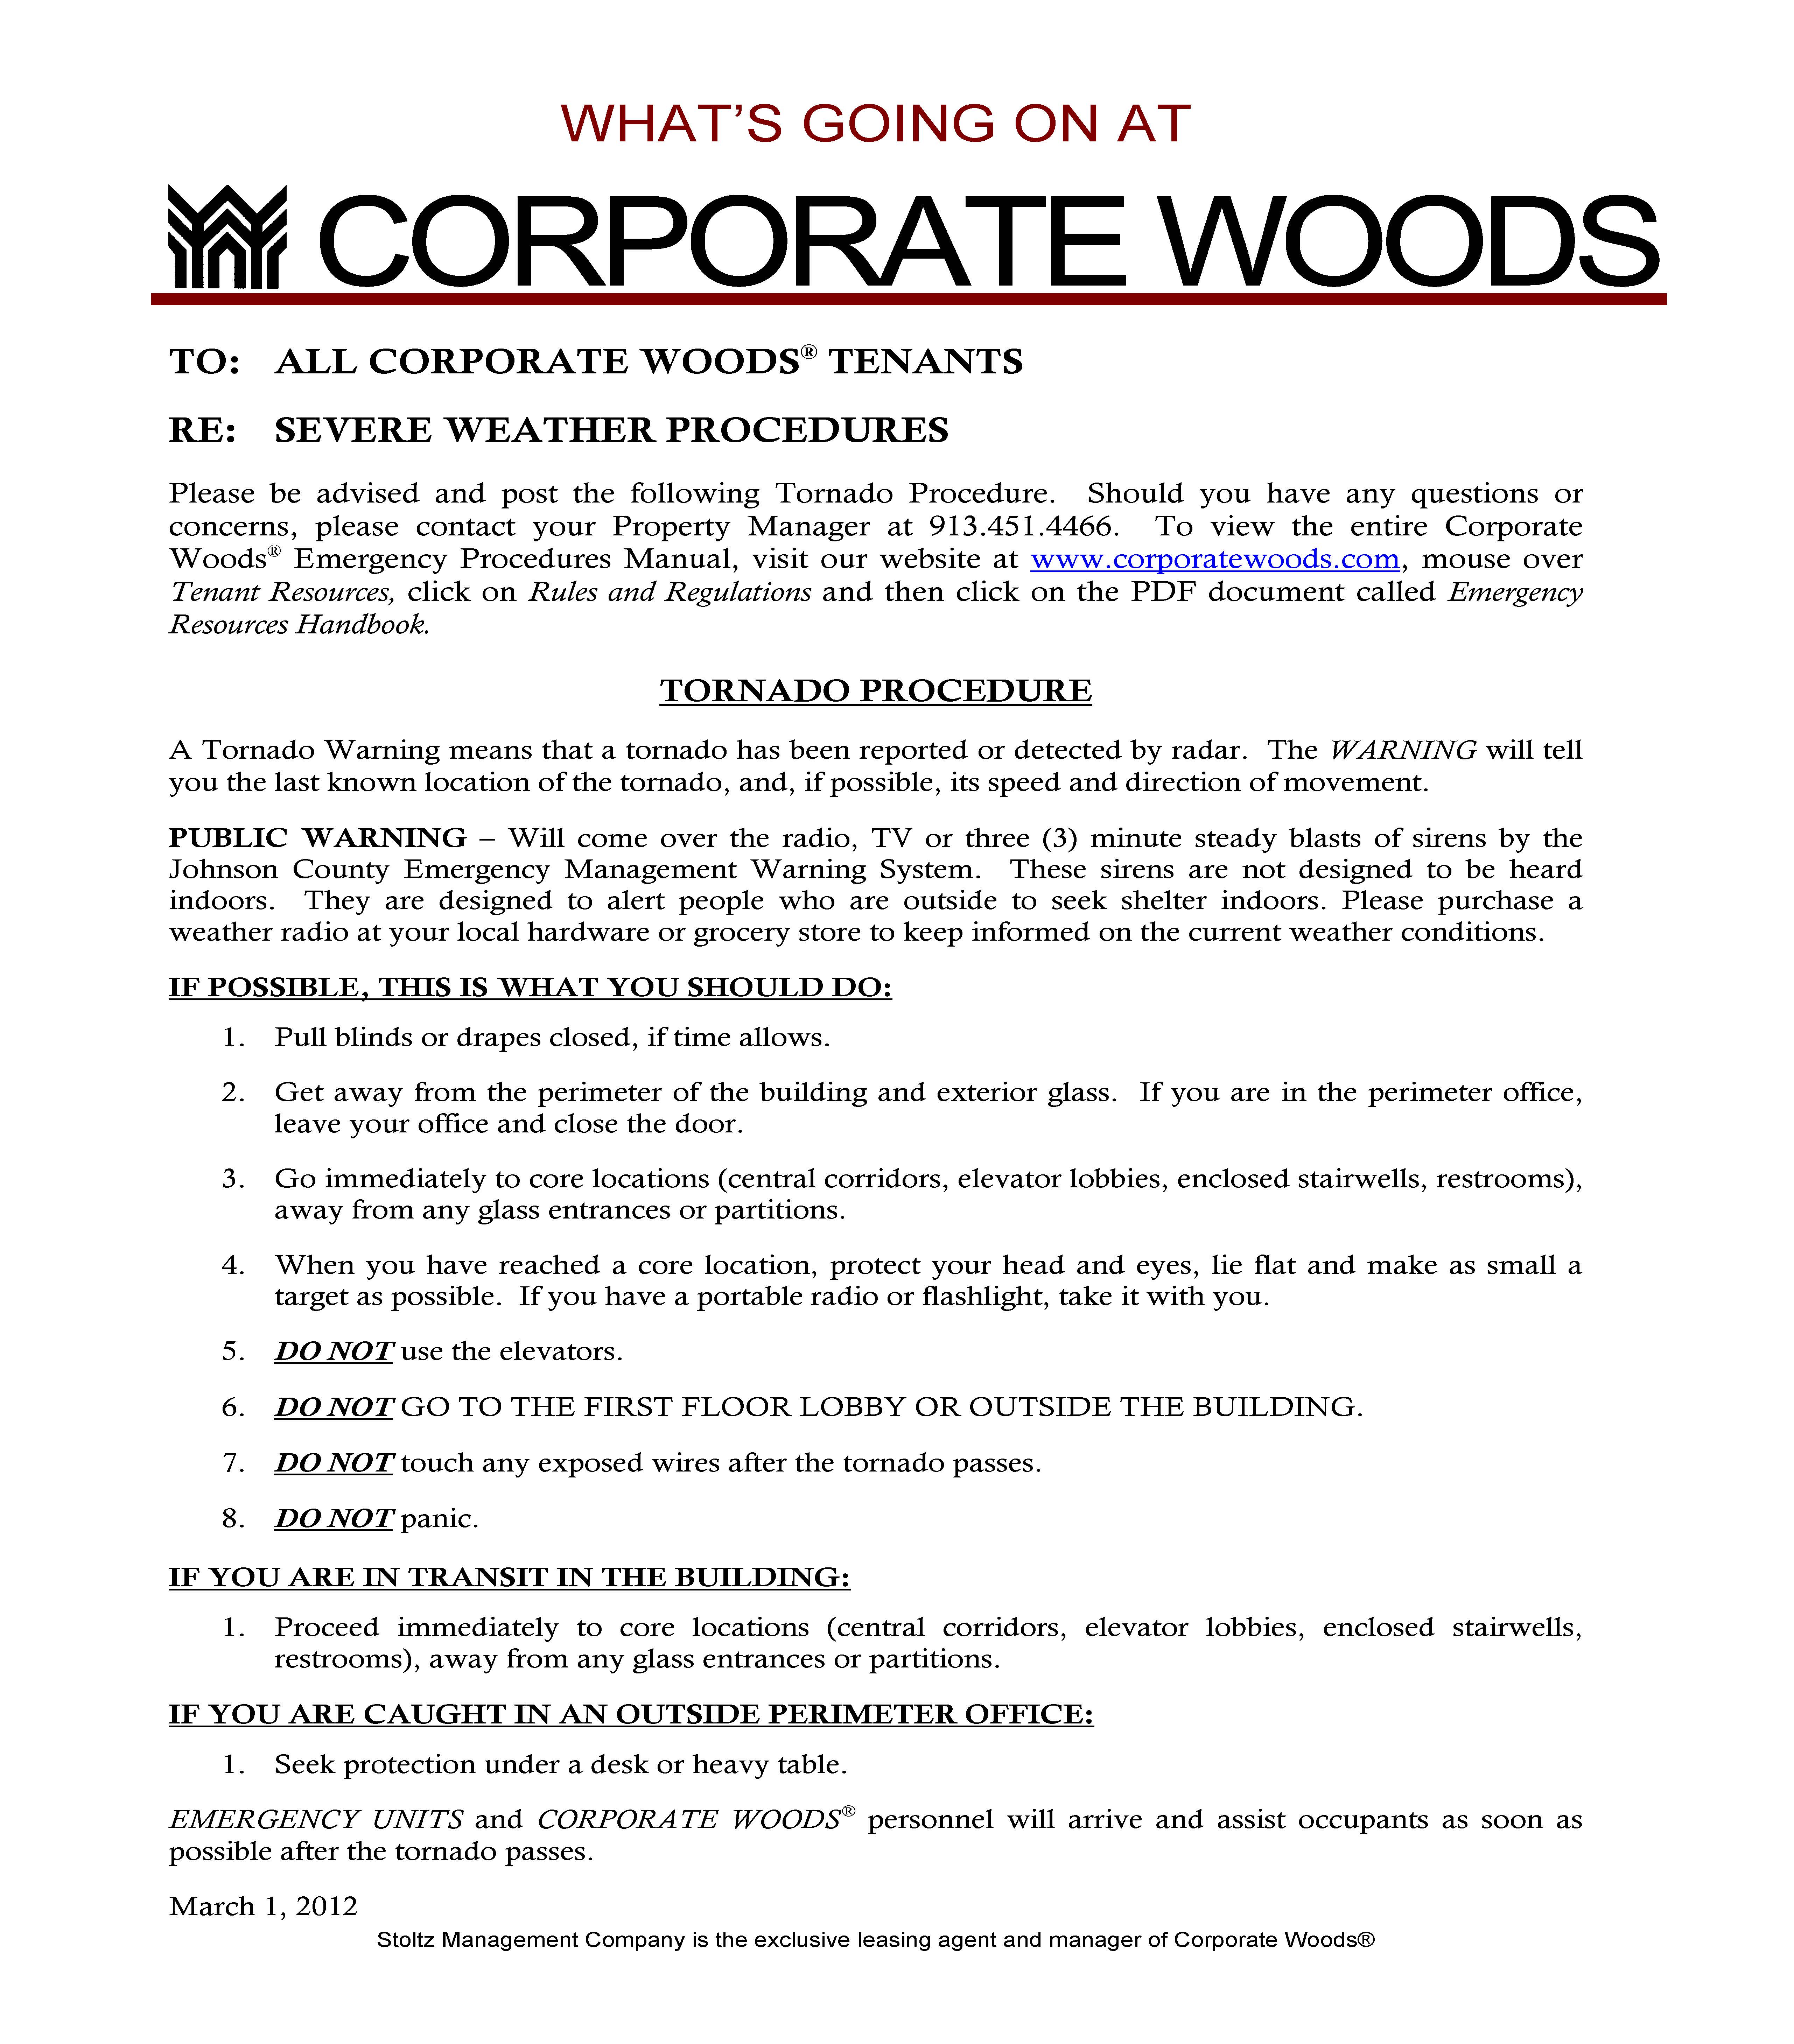 WHAT'S GOING ON AT
CORPORATE WOODS
TO: ALL CORPORATE WOODS® TENANTS
RE: SEVERE WEATHER PROCEDURES
Please be advised and post the following Tornado Procedure. Should you have any questions or
concerns, please contact your Property Manager at 913.451.4466. To view the entire Corporate
Woods® Emergency Procedures Manual, visit our website at www.corporatewoods.com, mouse over
Tenant Resources, click on Rules and Regulations and then click on the PDF document called Emergency
Resources Handbook.
TORNADO PROCEDURE
A Tornado Warning means that a tornado has been reported or detected by radar. The WARNING will tell
you the last known location of the tornado, and, if possible, its speed and direction of movement.
PUBLIC WARNING – Will come over the radio, TV or three (3) minute steady blasts of sirens by the
Johnson County Emergency Management Warning System. These sirens are not designed to be heard
indoors. They are designed to alert people who are outside to seek shelter indoors. Please purchase a
weather radio at your local hardware or grocery store to keep informed on the current weather conditions.
IF POSSIBLE, THIS IS WHAT YOU SHOULD DO:
1. Pull blinds or drapes closed, if time allows.
2. Get away from the perimeter of the building and exterior glass. If you are in the perimeter office,
leave your office and close the door.
3. Go immediately to core locations (central corridors, elevator lobbies, enclosed stairwells, restrooms),
away from any glass entrances or partitions.
4. When you have reached a core location, protect your head and eyes, lie flat and make as small a
target as possible. If you have a portable radio or flashlight, take it with you.
5. DO NOT use the elevators.
6. DO NOT GO TO THE FIRST FLOOR LOBBY OR OUTSIDE THE BUILDING.
7. DO NOT touch any exposed wires after the tornado passes.
8. DO NOT panic.
IF YOU ARE IN TRANSIT IN THE BUILDING:
1. Proceed immediately to core locations (central corridors, elevator lobbies, enclosed stairwells,
restrooms), away from any glass entrances or partitions.
IF YOU ARE CAUGHT IN AN OUTSIDE PERIMETER OFFICE:
1. Seek protection under a desk or heavy table.
EMERGENCY UNITS and CORPORATE WOODS® personnel will arrive and assist occupants as soon as
possible after the tornado passes.
March 1, 2012
Stoltz Management Company is the exclusive leasing agent and manager of Corporate Woods®